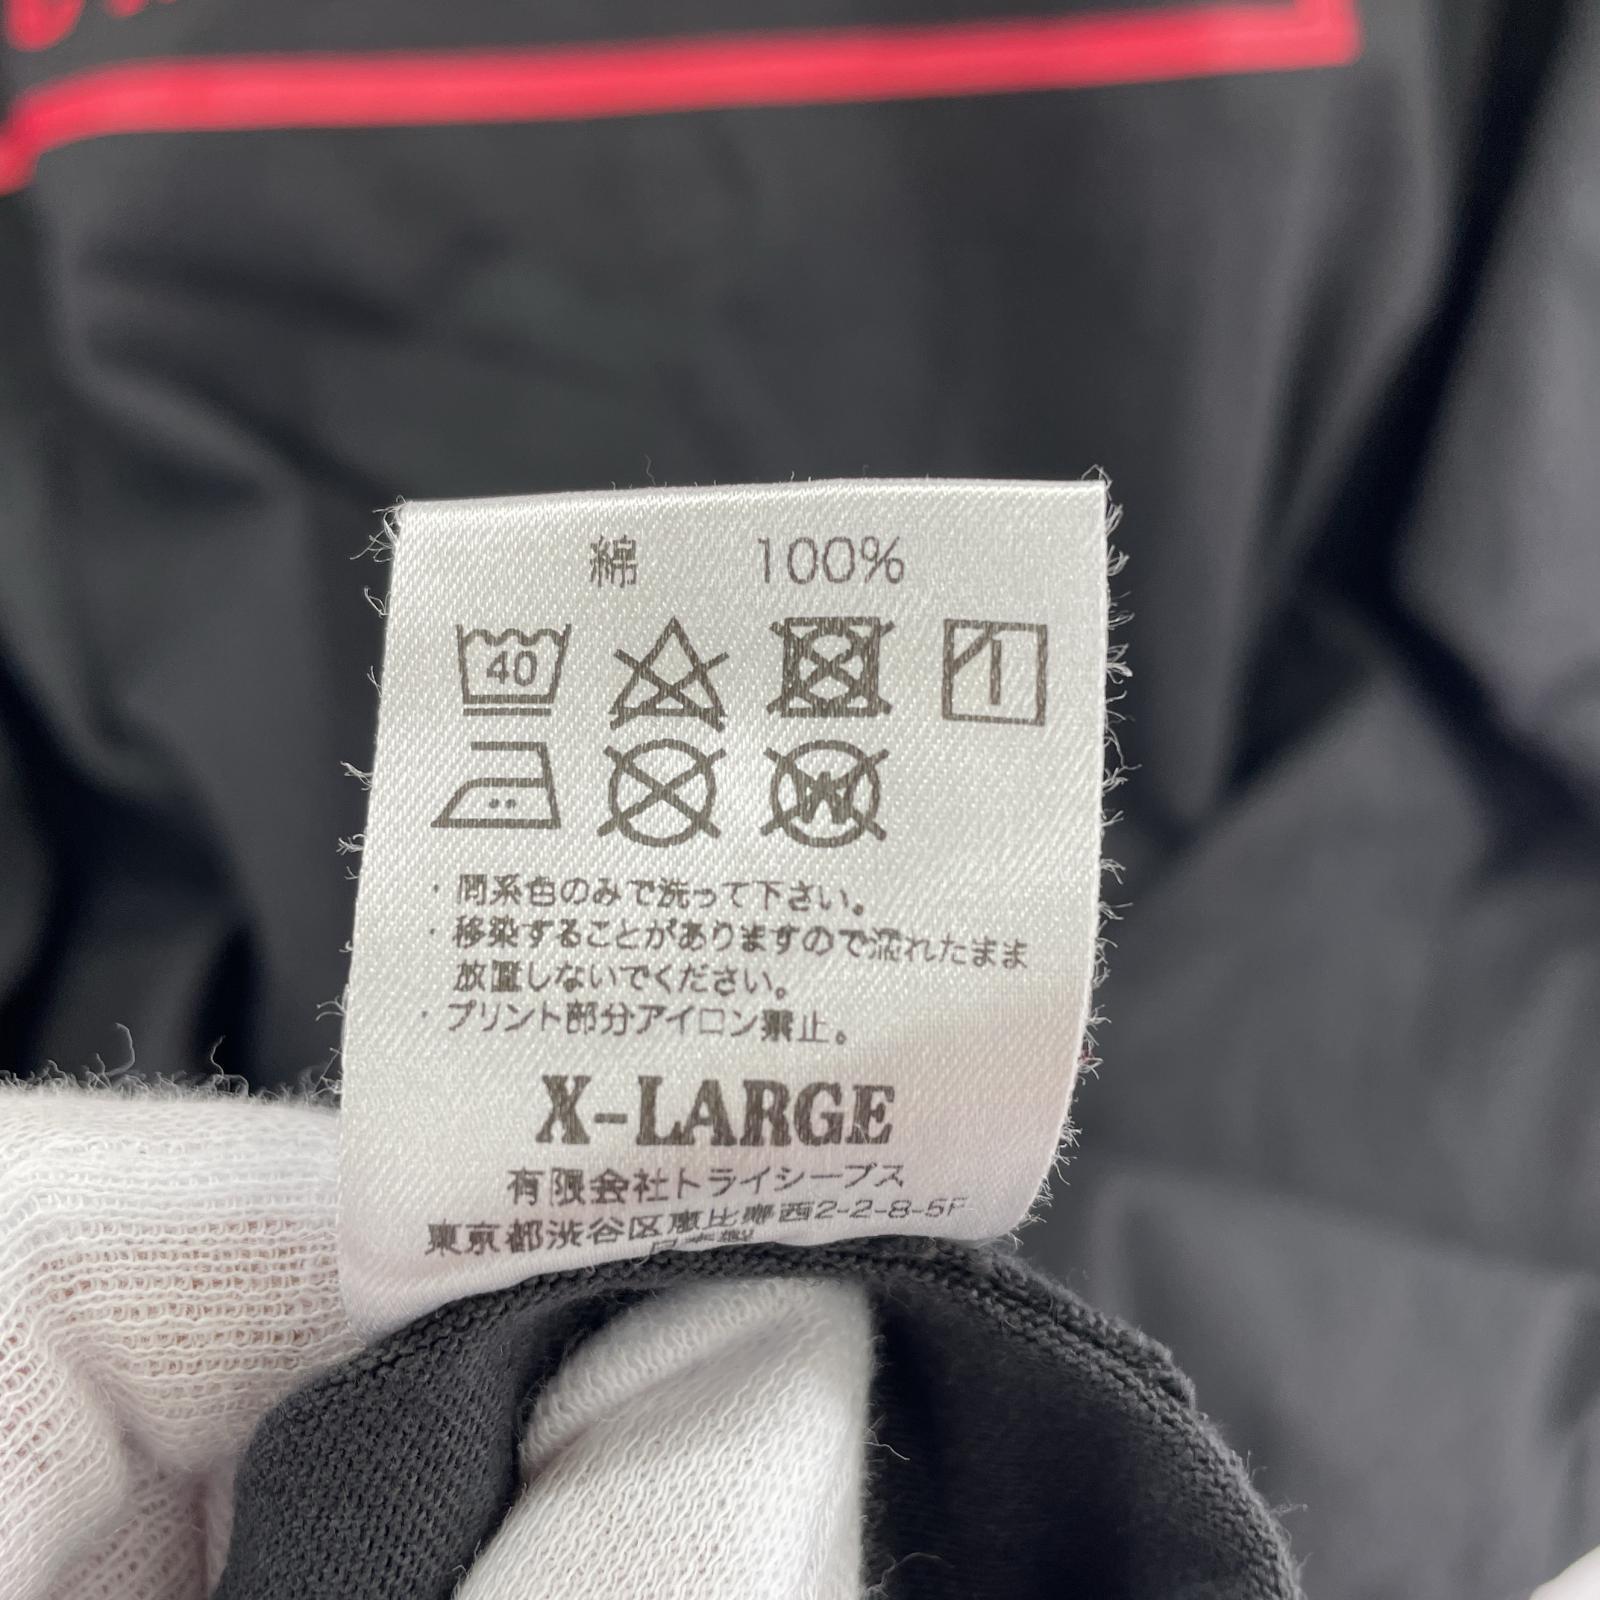 綿 100%
40
W
・同系色のみで洗って下さい。
・移染することがありますので濡れたまま
放置しないでください。
・プリント部分アイロン禁止。
X-LARGE
有限会社トライシープス
東京都渋谷区恵比寿西2-2-8-5F
日本製